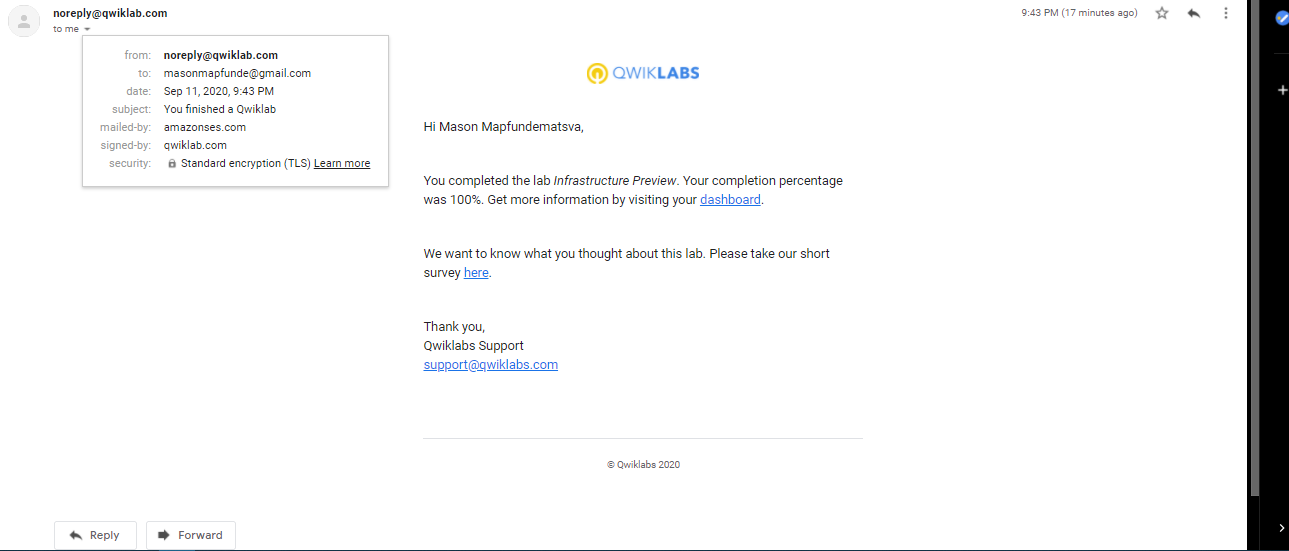 noreply@qwiklab.com
9:43 PM (17 minutes ago)
to me
from: noreply@qwiklab.com
to: masonmapfunde@gmail.com
date: Sep 11, 2020, 9:43 PM
subject: You finished a Qwiklab
mailed-by: amazonses.com
signed-by: qwiklab.com
security: Standard encryption (TLS) Learn more
QWIKLABS
Hi Mason Mapfundematsva,
You completed the lab Infrastructure Preview. Your completion percentage
was 100%. Get more information by visiting your dashboard.
We want to know what you thought about this lab. Please take our short
survey here.
Thank you,
Qwiklabs Support
support@qwiklabs.com
© Qwiklabs 2020
Reply
Forward